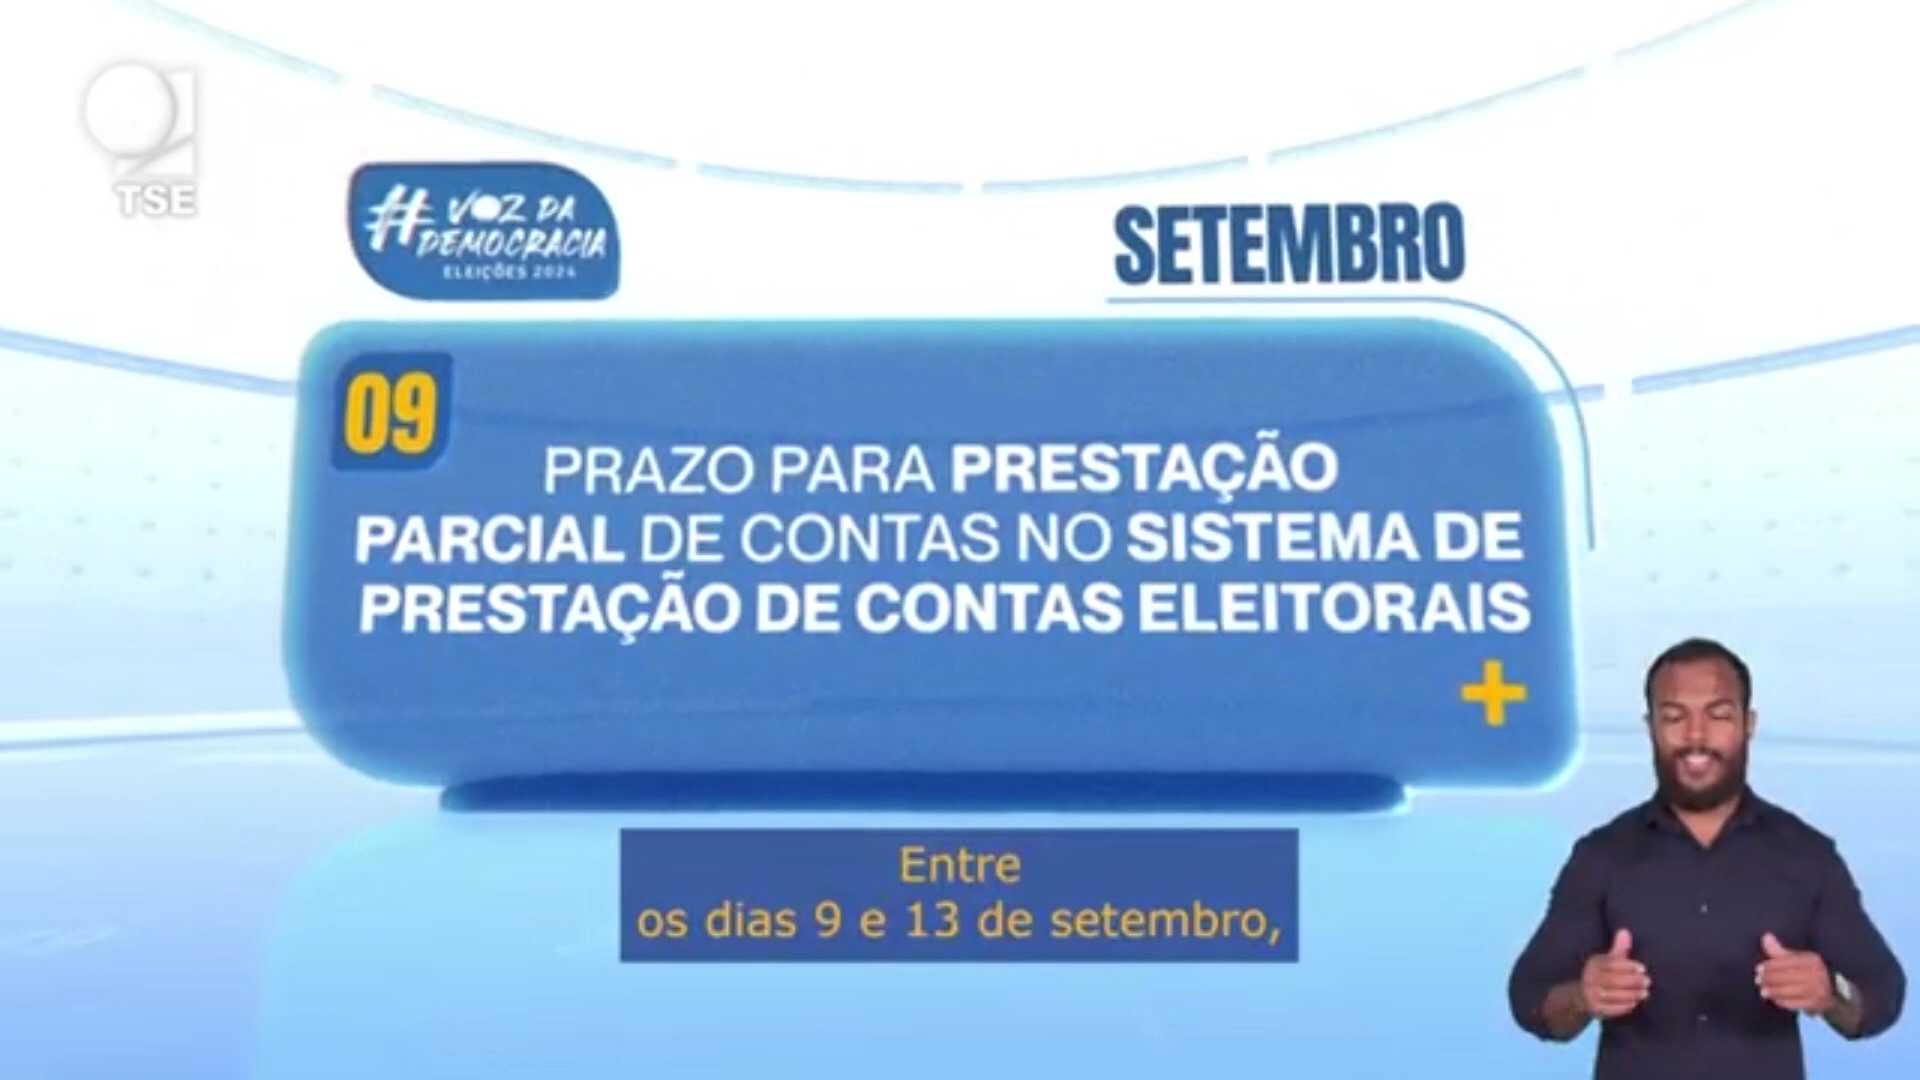 TSE
# VOZ DA
DEMOCRACIA
ELEIÇÕES 2024
SETEMBRO
09
PRAZO PARA PRESTAÇÃO
PARCIAL DE CONTAS NO SISTEMA DE
PRESTAÇÃO DE CONTAS ELEITORAIS
+
Entre
os dias 9 e 13 de setembro,